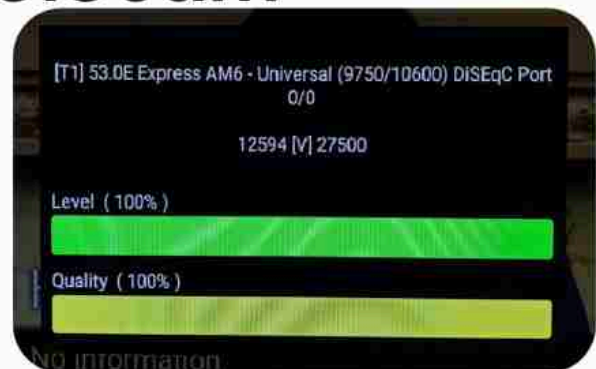 [T1] 53.0E Express AM6 - Universal (9750/10600) DiSEqC Port
0/0
12594 [V] 27500
Level ( 100% )
Quality ( 100% )
No information